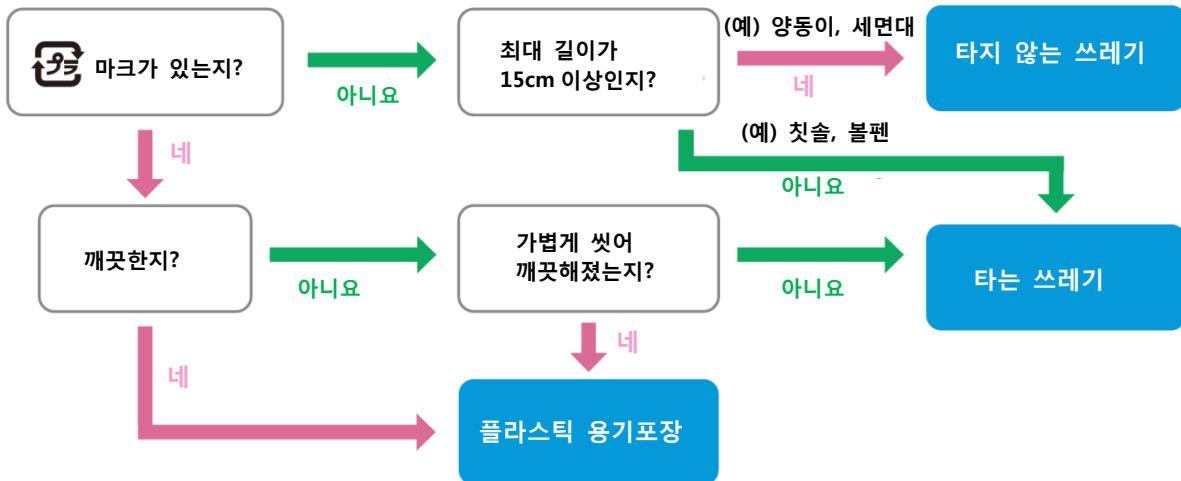 プラ 마크가 있는지?
아니요
최대 길이가
15cm 이상인지?
(예) 양동이, 세면대
네
타지 않는 쓰레기
네
(예) 칫솔, 볼펜
아니요
깨끗한지?
아니요
가볍게 씻어
깨끗해졌는지?
아니요
타는 쓰레기
네
네
플라스틱 용기포장